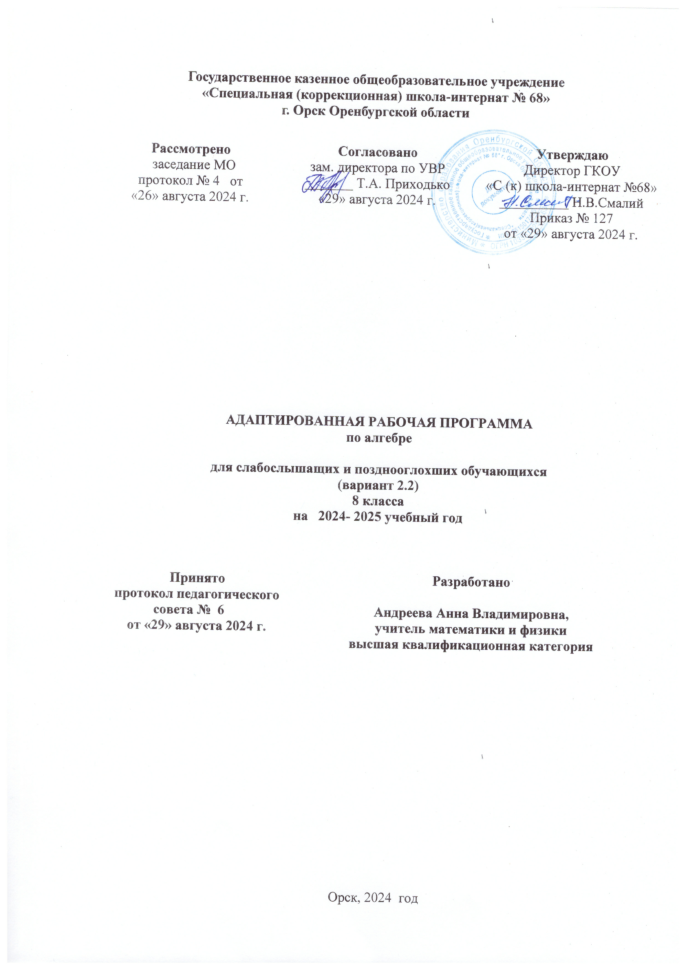 Государственное казенное общеобразовательное учреждение
«Специальная (коррекционная) школа-интернат № 68»
г. Орск Оренбургской области
Рассмотрено
заседание МО
протокол № 4 от
«26» августа 2024 г.
Согласовано
зам. директора по УВР
Т.А. Приходько
«29» августа 2024 г.
Утверждаю
Директор ГКОУ
«С (к) школа-интернат №68»
Н.В.Смалий
Приказ № 127
от «29» августа 2024 г.
АДАПТИРОВАННАЯ РАБОЧАЯ ПРОГРАММА
по алгебре
для слабослышащих и позднооглохших обучающихся
(вариант 2.2)
8 класса
на 2024- 2025 учебный год
Принято
протокол педагогического
совета № 6
от «29» августа 2024 г.
Разработано
Андреева Анна Владимировна,
учитель математики и физики
высшая квалификационная категория
Орск, 2024 год